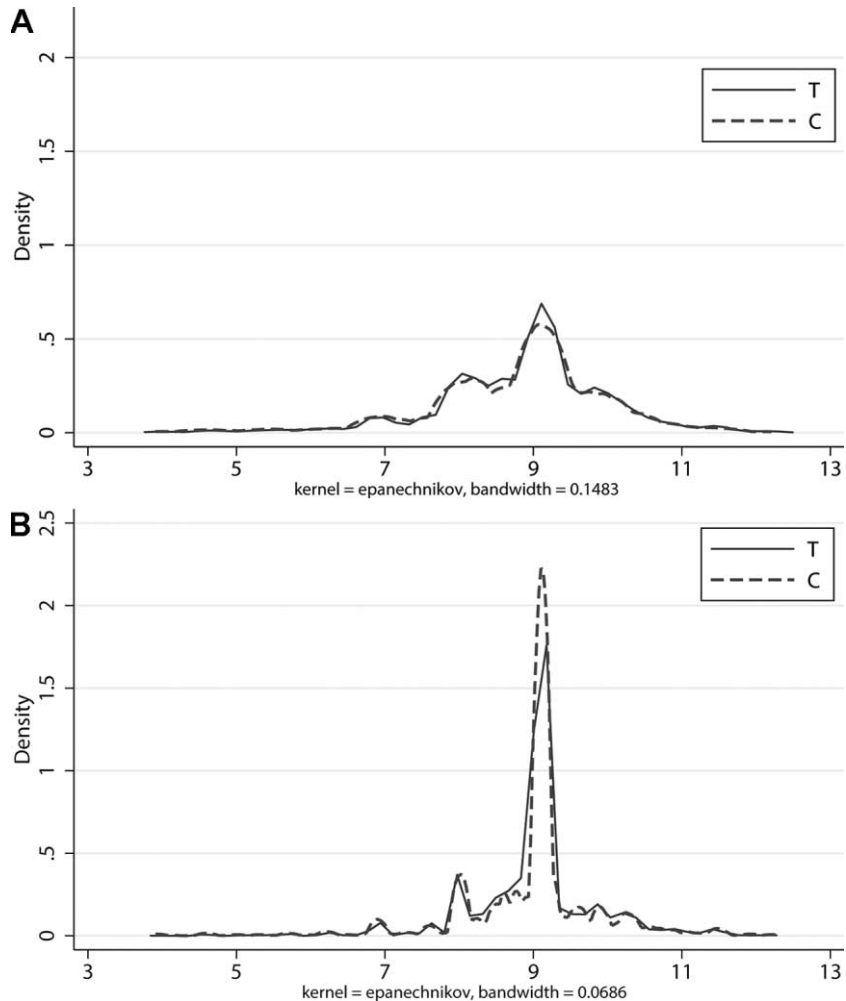 A
2
1.5
1
.5
0
Density
T
C
3 5 7 9 11 13
kernel = epanechnikov, bandwidth = 0.1483
B
2.5
2
1.5
1
.5
0
Density
T
C
3 5 7 9 11 13
kernel = epanechnikov, bandwidth = 0.0686